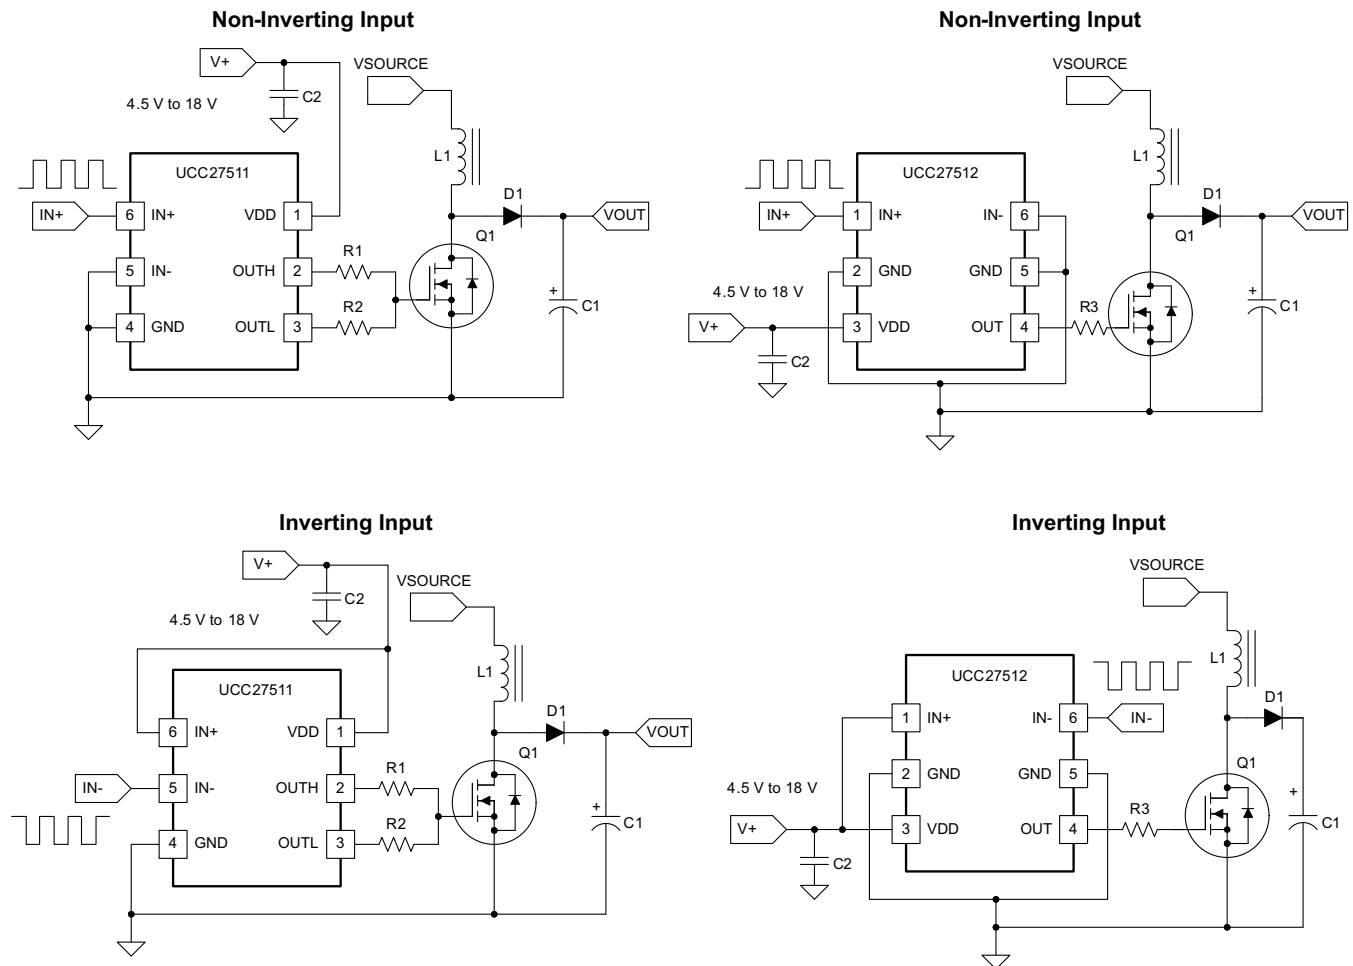 Non-Inverting Input
V+
C2
4.5 V to 18 V
VSOURCE
L1
UCC27511
IN+
6
IN+
VDD
1
D1
VOUT
Q1
5
IN-
OUTH
2
R1
4
GND
OUTL
3
R2
+
C1
Non-Inverting Input
VSOURCE
L1
UCC27512
IN+
1
IN+
IN-
6
D1
VOUT
Q1
2
GND
GND
5
4.5 V to 18 V
V+
3
VDD
OUT
4
R3
C2
+
C1
Inverting Input
V+
C2
4.5 V to 18 V
VSOURCE
L1
UCC27511
6
IN+
VDD
1
D1
VOUT
Q1
IN-
5
IN-
OUTH
2
R1
4
GND
OUTL
3
R2
+
C1
Inverting Input
VSOURCE
L1
UCC27512
1
IN+
IN-
6
IN-
D1
Q1
2
GND
GND
5
4.5 V to 18 V
V+
3
VDD
OUT
4
R3
C2
+
C1